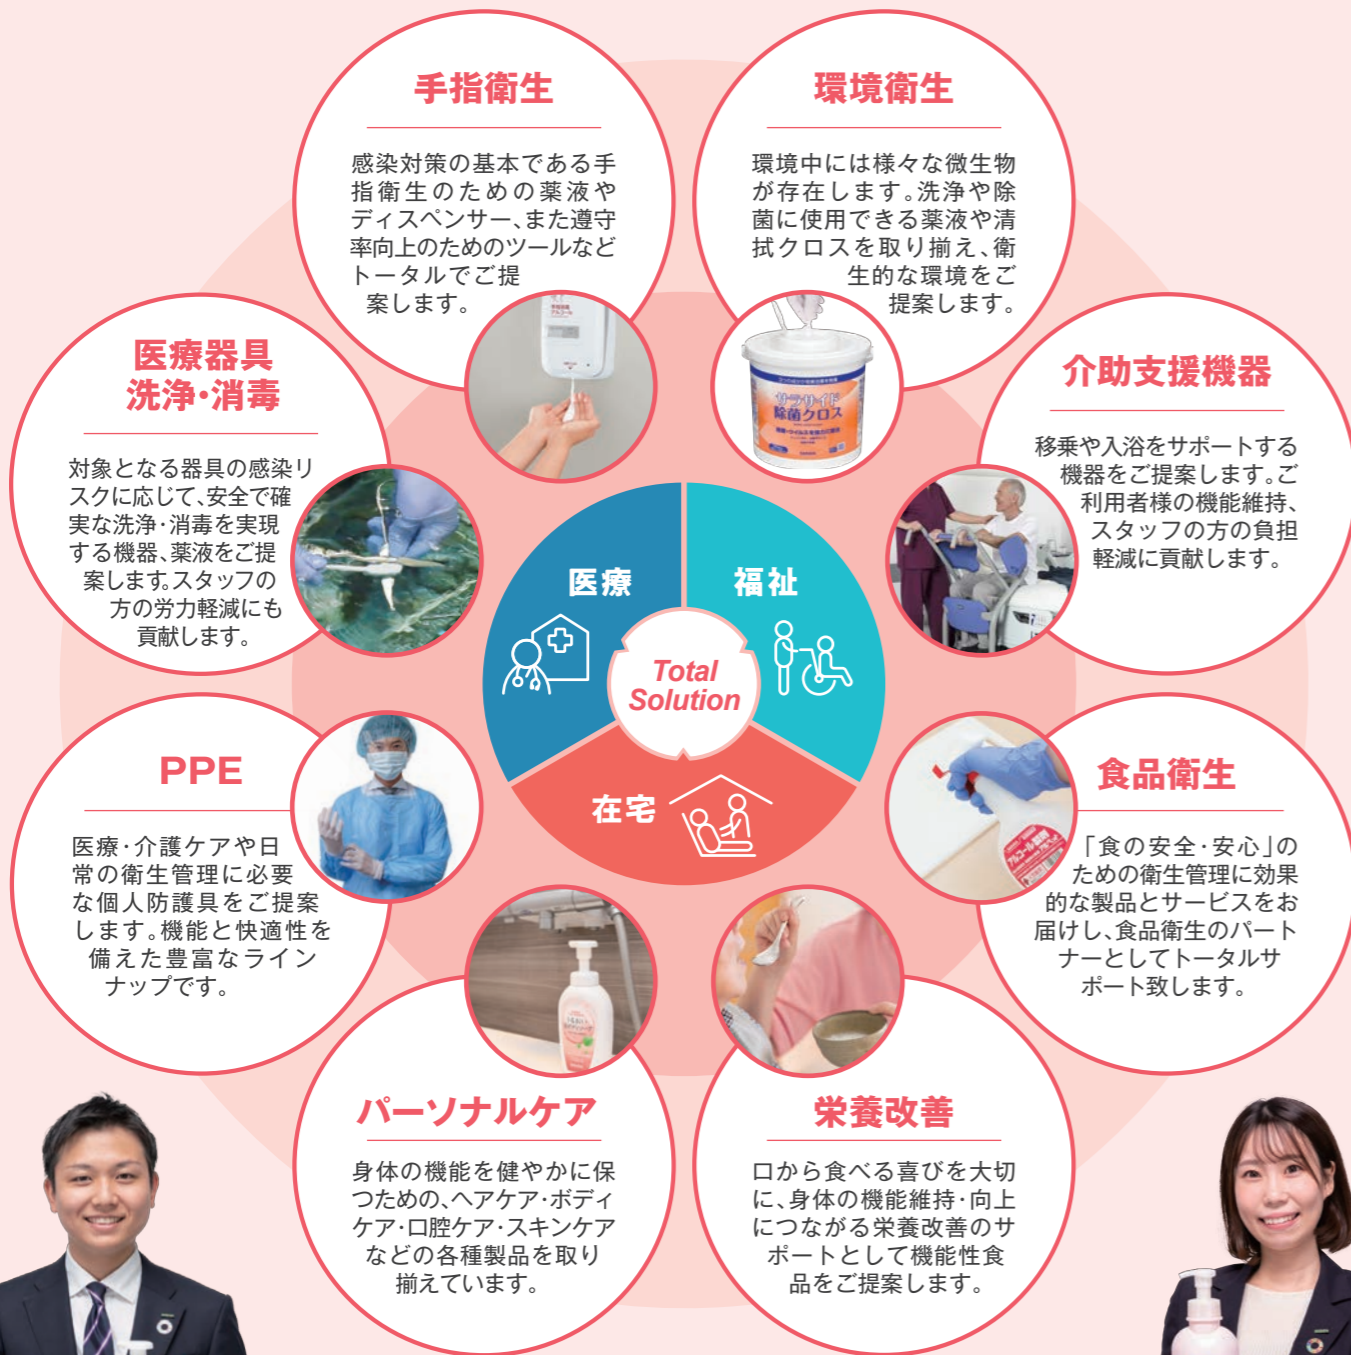 手指衛生
感染対策の基本である手
指衛生のための薬液や
ディスペンサー、また遵守
率向上のためのツールなど
トータルでご提
案します。
環境衛生
環境中には様々な微生物
が存在します。洗浄や除
菌に使用できる薬液や清
拭クロスを取り揃え、衛
生的な環境をご
提案します。
医療器具
洗浄・消毒
対象となる器具の感染リ
スクに応じて、安全で確
実な洗浄・消毒を実現
する機器、薬液をご提
案します。スタッフの
方の労力軽減にも
貢献します。
介助支援機器
移乗や入浴をサポートする
機器をご提案します。ご
利用者様の機能維持、
スタッフの方の負担
軽減に貢献します。
手指消毒
アルコール
サラサイド
除菌クロス
医療
福祉
Total
Solution
在宅
PPE
医療・介護ケアや日
常の衛生管理に必要
な個人防護具をご提案
します。機能と快適性を
備えた豊富なライン
ナップです。
食品衛生
「食の安全・安心」の
ための衛生管理に効果
的な製品とサービスをお
届けし、食品衛生のパート
ナーとしてトータルサ
ポート致します。
パーソナルケア
身体の機能を健やかに保
つための、ヘアケア・ボディ
ケア・口腔ケア・スキンケア
などの各種製品を取り
揃えています。
栄養改善
口から食べる喜びを大切
に、身体の機能維持・向上
につながる栄養改善のサ
ポートとして機能性食
品をご提案します。